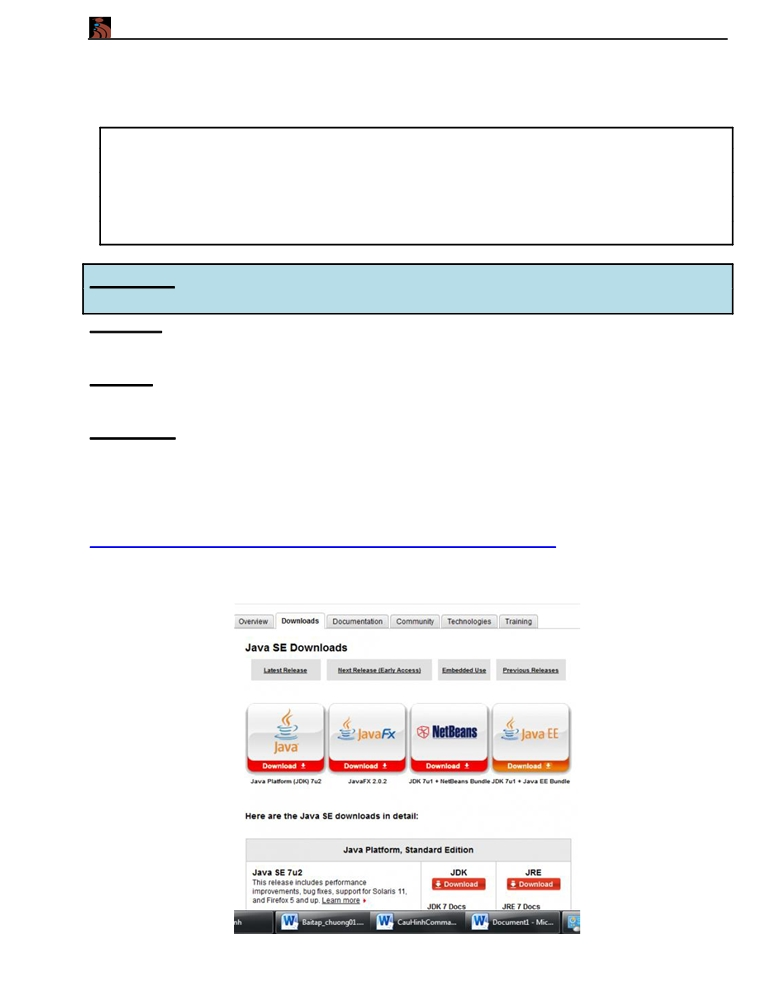 Overview Downloads Documentation Community Technologies Training
Java SE Downloads
Latest Release Next Release (Early Access) Embedded Use Previous Releases
Java JavaFX NetBeans Java EE
Download Download Download Download
Java Platform (JDK) 7u2 JavaFX 2.0.2 JDK 7u1 + NetBeans Bundle JDK 7u1 + Java EE Bundle
Here are the Java SE downloads in detail:
Java Platform, Standard Edition
Java SE 7u2
This release includes performance
improvements, bug fixes, support for Solaris 11,
and Firefox 5 and up. Learn more
JDK
Download
JDK 7 Docs
JRE
Download
JRE 7 Docs
nh Baitap_chuong01.... CauHinhComma... Document1 - Mic...